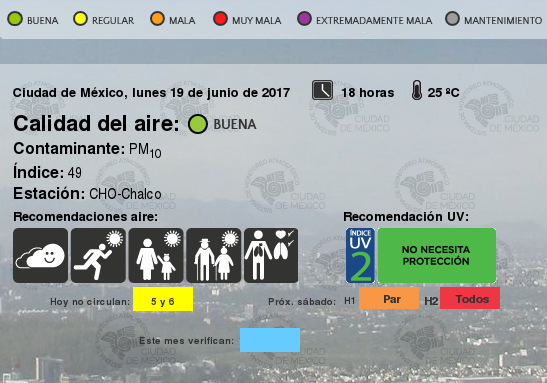 BUENA REGULAR MALA MUY MALA EXTREMADAMENTE MALA MANTENIMIENTO
Ciudad de México, lunes 19 de junio de 2017 18 horas 25 ºC
Calidad del aire: BUENA
Contaminante: PM10
Índice: 49
Estación: CHO-Chalco
Recomendaciones aire: Recomendación UV:
ÍNDICE UV 2 NO NECESITA PROTECCIÓN
Hoy no circulan: 5 y 6 Próx. sábado: H1 Par H2 Todos
Este mes verifican:
CIUDAD DE MÉXICO